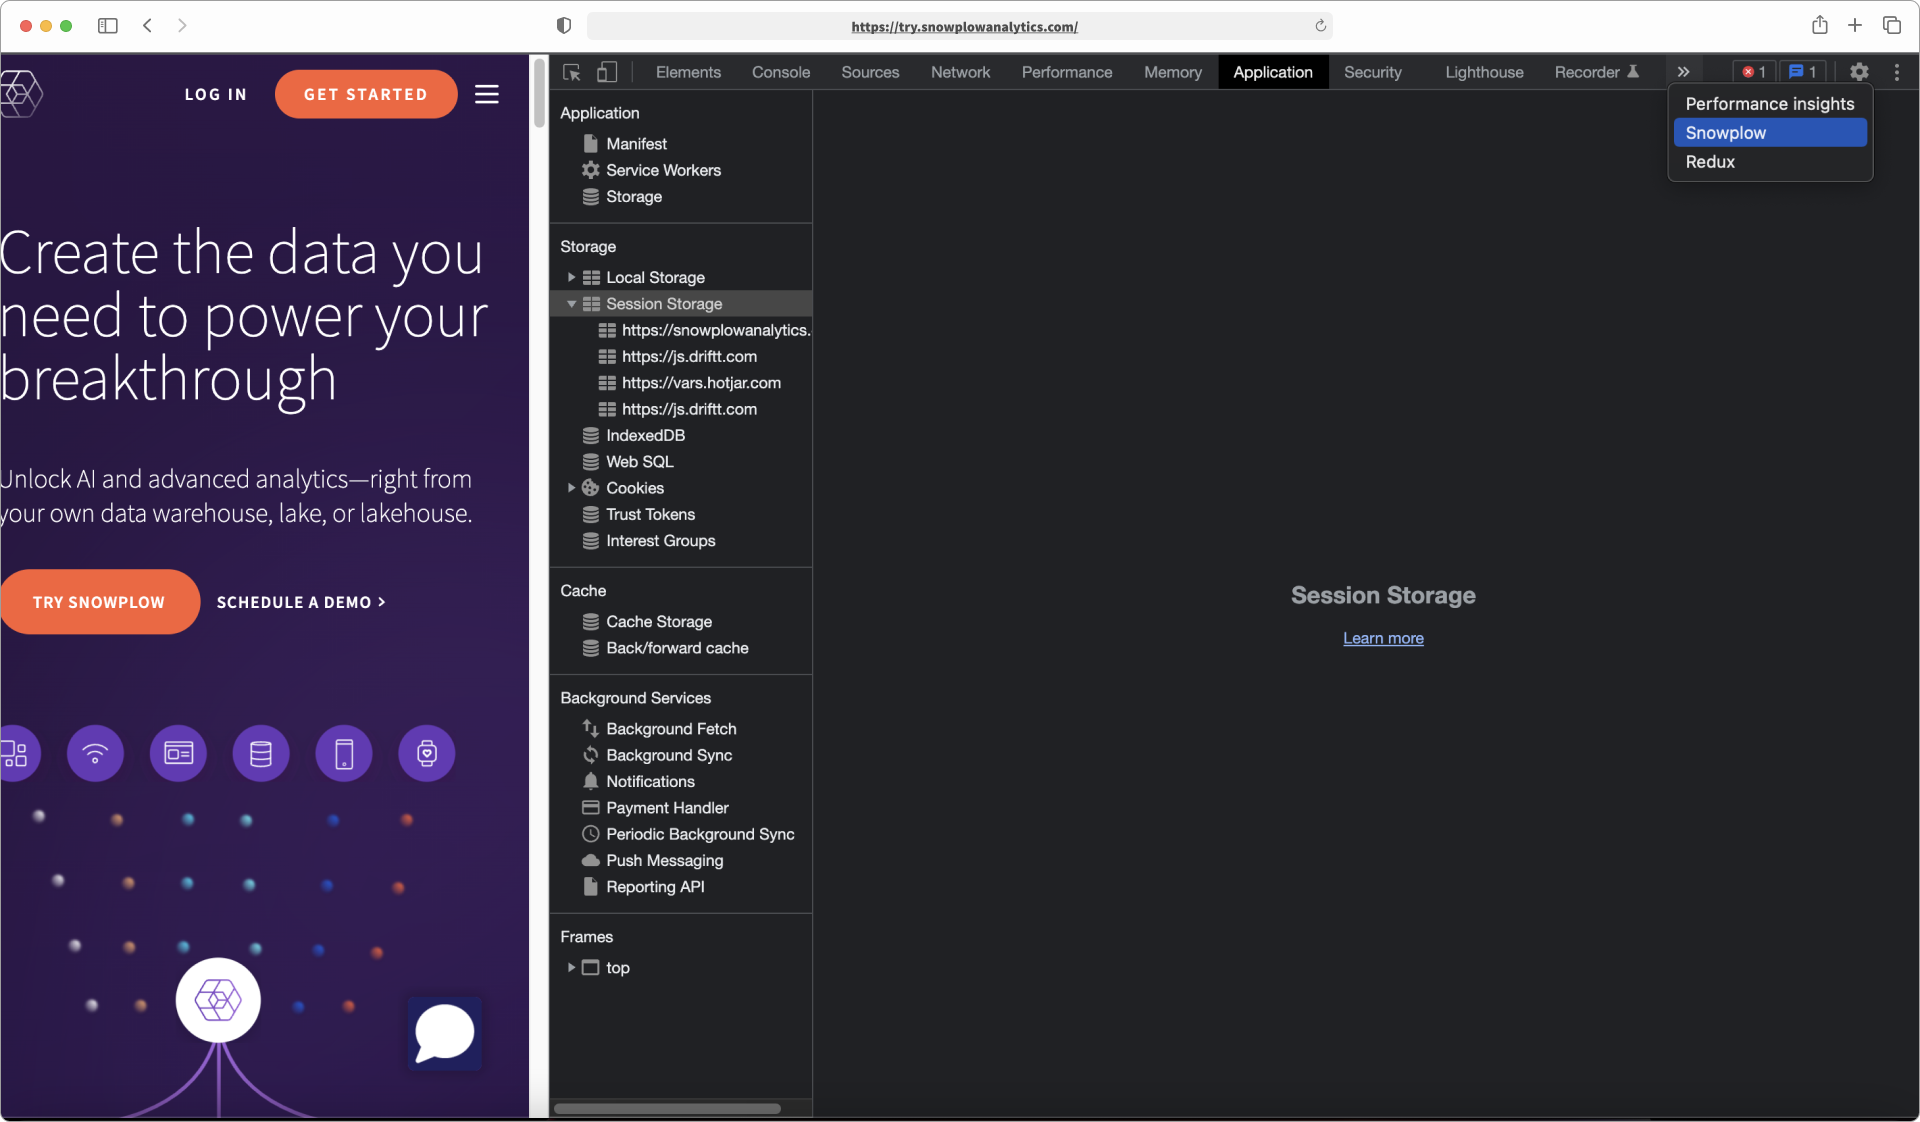 https://try.snowplowanalytics.com/
LOG IN
GET STARTED
Create the data you
need to power your
breakthrough
Unlock AI and advanced analytics—right from
your own data warehouse, lake, or lakehouse.
TRY SNOWPLOW
SCHEDULE A DEMO >
Elements Console Sources Network Performance Memory Application Security Lighthouse Recorder » 1 1
Performance insights
Snowplow
Redux
Application
Manifest
Service Workers
Storage
Storage
Local Storage
Session Storage
https://snowplowanalytics.
https://js.driftt.com
https://vars.hotjar.com
https://js.driftt.com
IndexedDB
Web SQL
Cookies
Trust Tokens
Interest Groups
Cache
Cache Storage
Back/forward cache
Background Services
Background Fetch
Background Sync
Notifications
Payment Handler
Periodic Background Sync
Push Messaging
Reporting API
Frames
top
Session Storage
Learn more